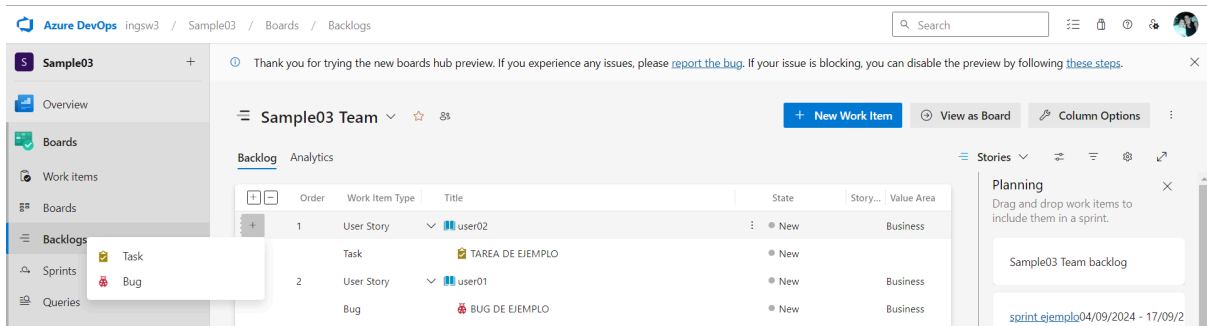 Azure DevOps ingsw3 / Sample03 / Boards / Backlogs
Search
S Sample03 +
Thank you for trying the new boards hub preview. If you experience any issues, please report the bug. If your issue is blocking, you can disable the preview by following these steps.
Overview
Boards
Work items
Boards
Backlogs
Sprints
Queries
Task
Bug
Sample03 Team
+ New Work Item
View as Board
Column Options
Backlog Analytics
Stories
Order Work Item Type Title State Story... Value Area
+ 1 User Story user02 New Business
Task TAREA DE EJEMPLO New
2 User Story user01 New Business
Bug BUG DE EJEMPLO New
Planning
Drag and drop work items to
include them in a sprint.
Sample03 Team backlog
sprint ejemplo04/09/2024 - 17/09/2